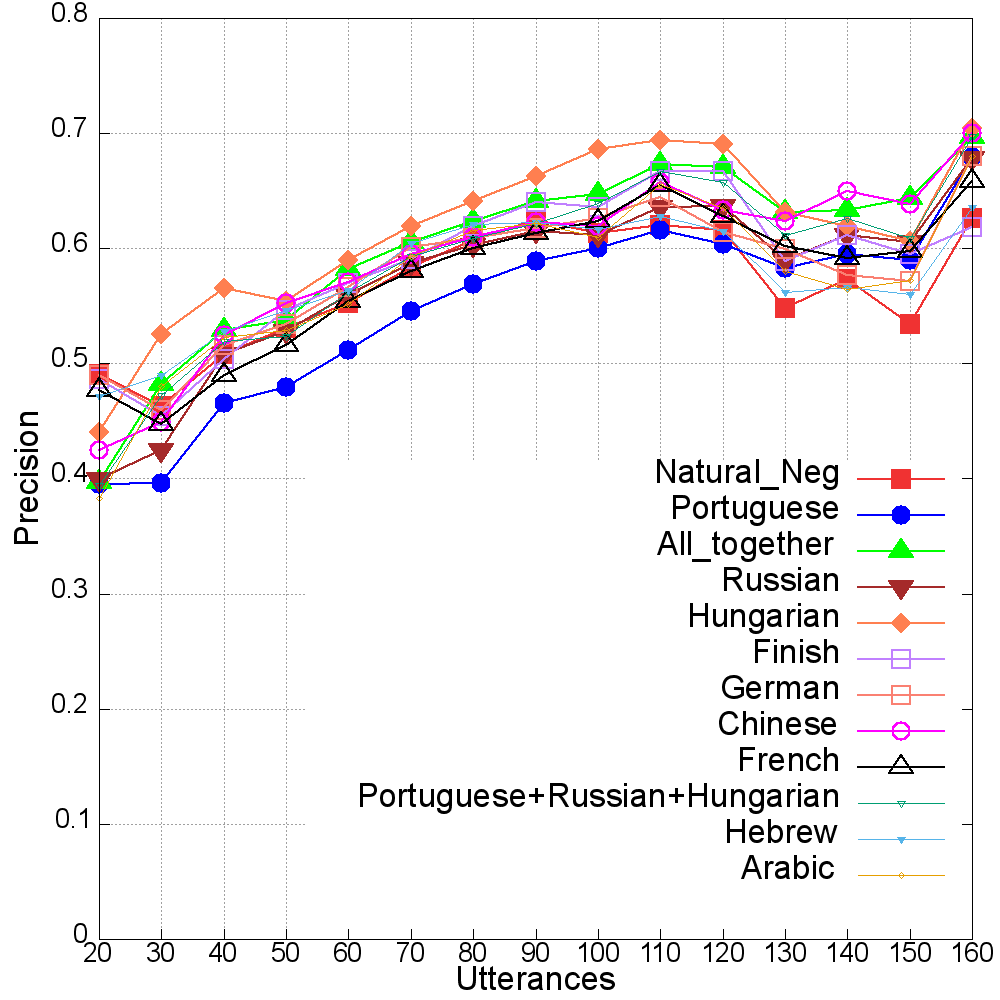 0.8
0.7
0.6
0.5
0.4
0.3
0.2
0.1
0
Precision
Natural_Neg
Portuguese
All_together
Russian
Hungarian
Finish
German
Chinese
French
Portuguese+Russian+Hungarian
Hebrew
Arabic
20 30 40 50 60 70 80 90 100 110 120 130 140 150 160
Utterances